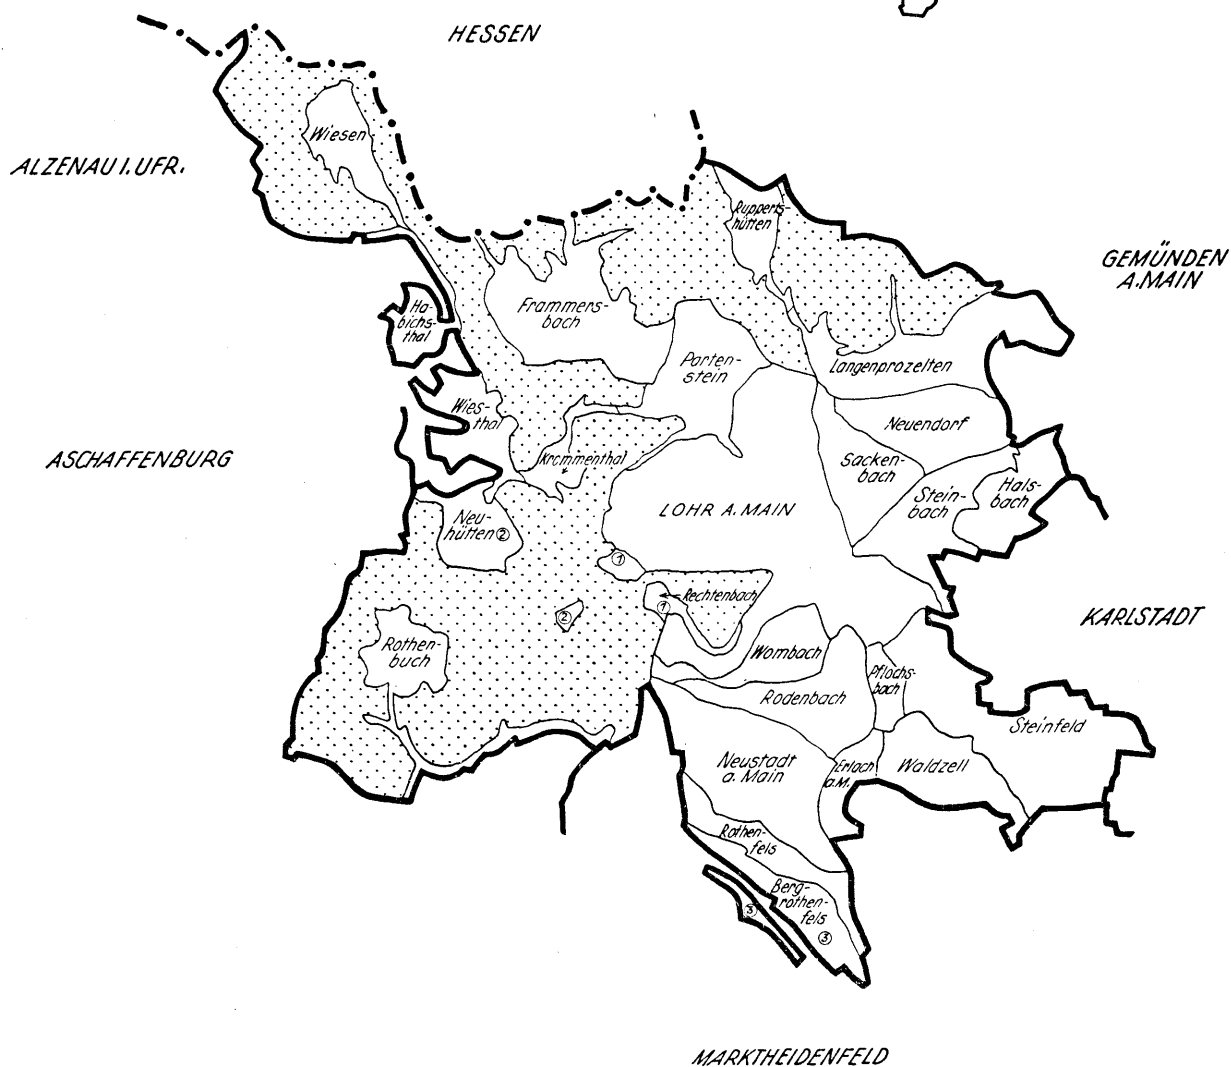 HESSEN
ALZENAU I. UFR.
Wiesen
Rupperts-
hütten
GEMÜNDEN
A. MAIN
Ha-
bichs-
thal
Frammers-
bach
Parten-
stein
Langenprozelten
Wies-
thal
Neuendorf
ASCHAFFENBURG
Krommenthal
Sacken-
bach
Stein-
bach
Hals-
bach
LOHR A. MAIN
Neu-
hütten ②
①
Rechtenbach
①
②
KARLSTADT
Rothen-
buch
Wombach
Pflochs-
bach
Rodenbach
Steinfeld
Neustadt
a. Main
Erlach
a.M.
Waldzell
Rothen-
fels
Berg-
rothen-
fels
③
③
MARKTHEIDENFELD